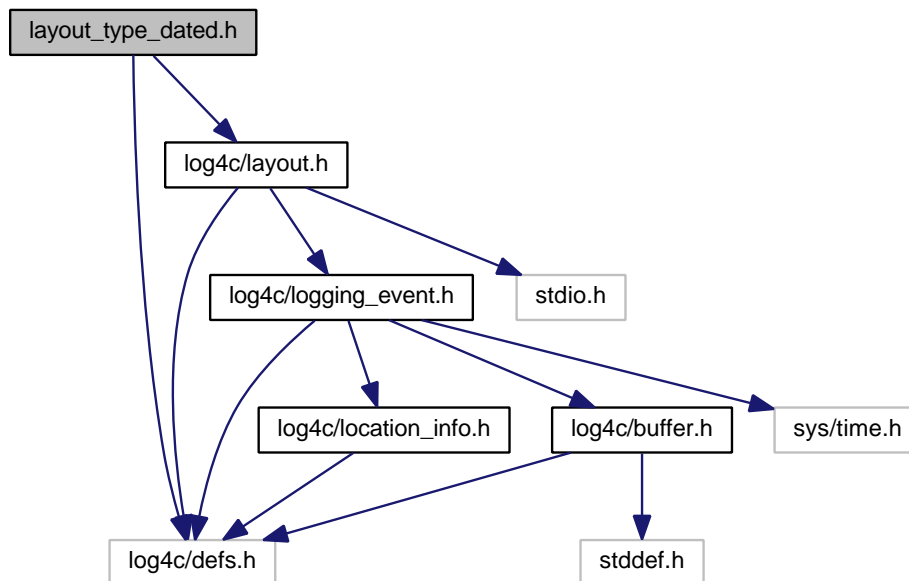 layout_type_dated.h
log4c/layout.h
log4c/logging_event.h
stdio.h
log4c/location_info.h
log4c/buffer.h
sys/time.h
log4c/defs.h
stddef.h